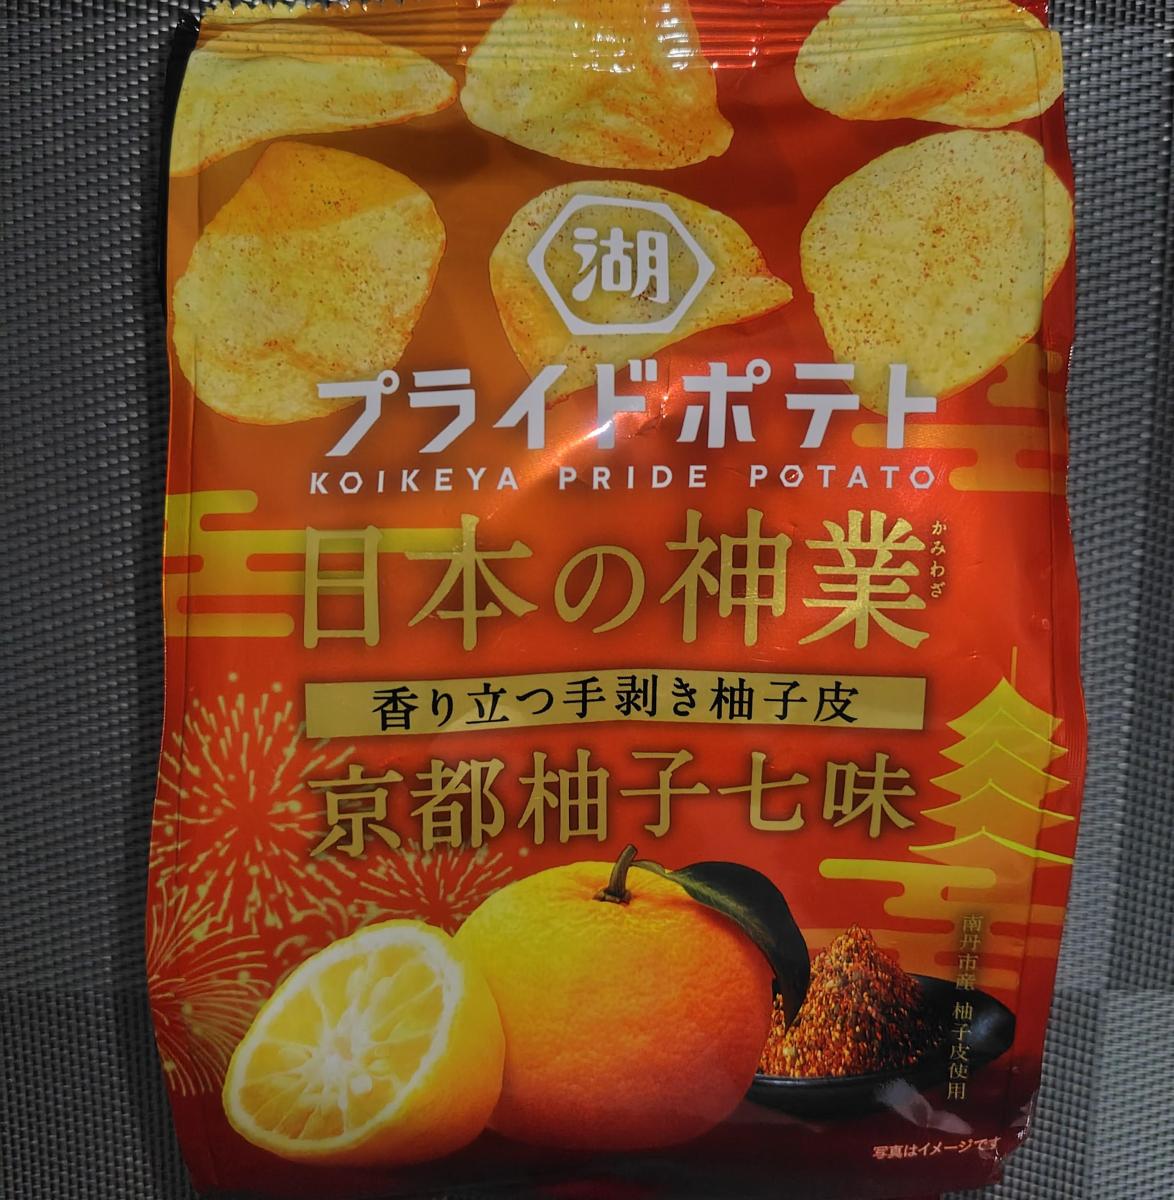 湖
プライドポテト
KOIKEYA PRIDE POTATO
日本の神業
かみわざ
香り立つ手剥き柚子皮
京都柚子七味
南丹市産 柚子皮使用
写真はイメージです